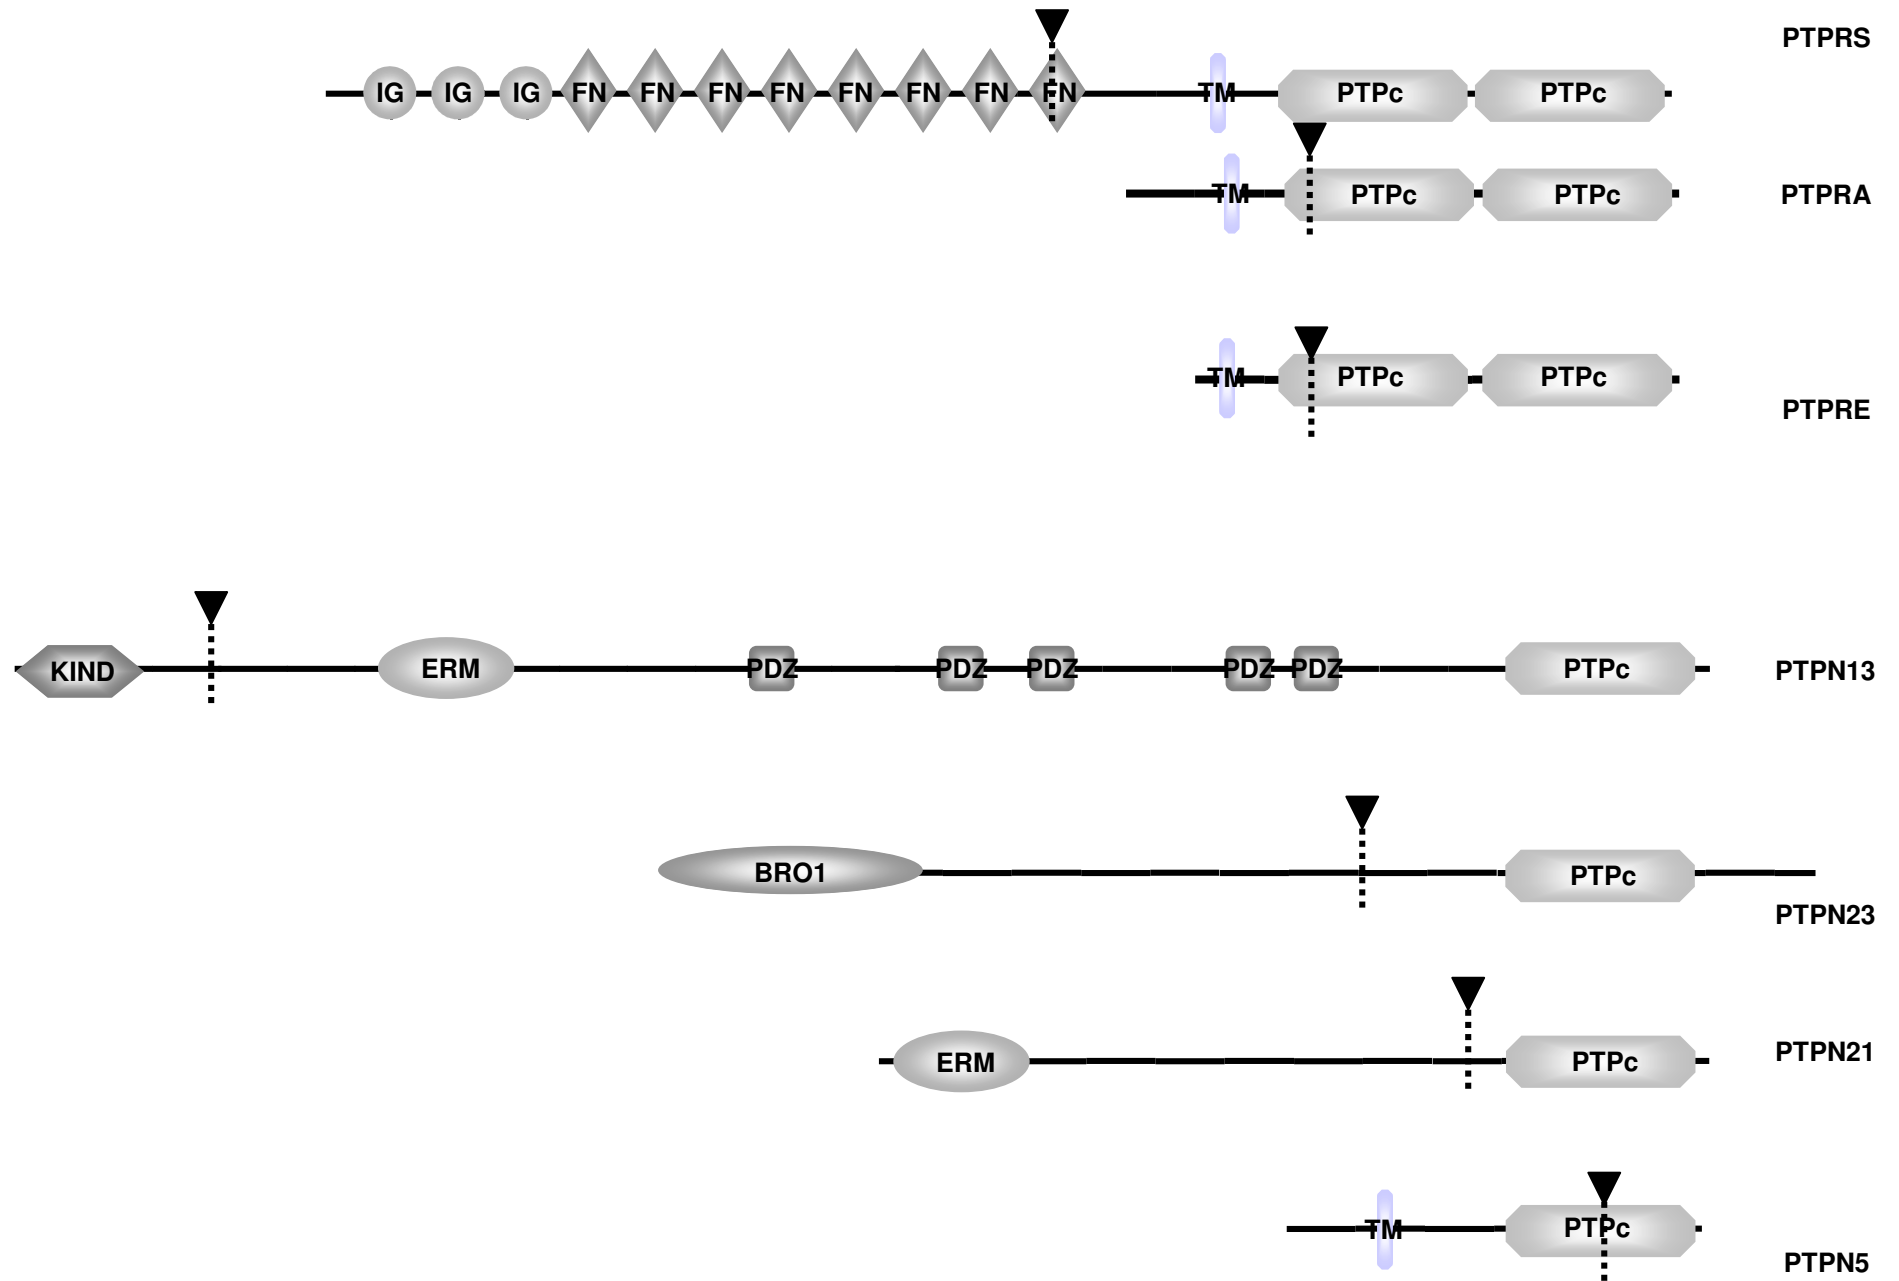 PTPRS
IG IG IG FN FN FN FN FN FN FN FN TM PTPc PTPc
TM PTPc PTPc PTPRA
TM PTPc PTPc
PTPRE
KIND ERM PDZ PDZ PDZ PDZ PDZ PTPc PTPN13
BRO1 PTPc
PTPN23
ERM PTPc PTPN21
TM PTPc
PTPN5